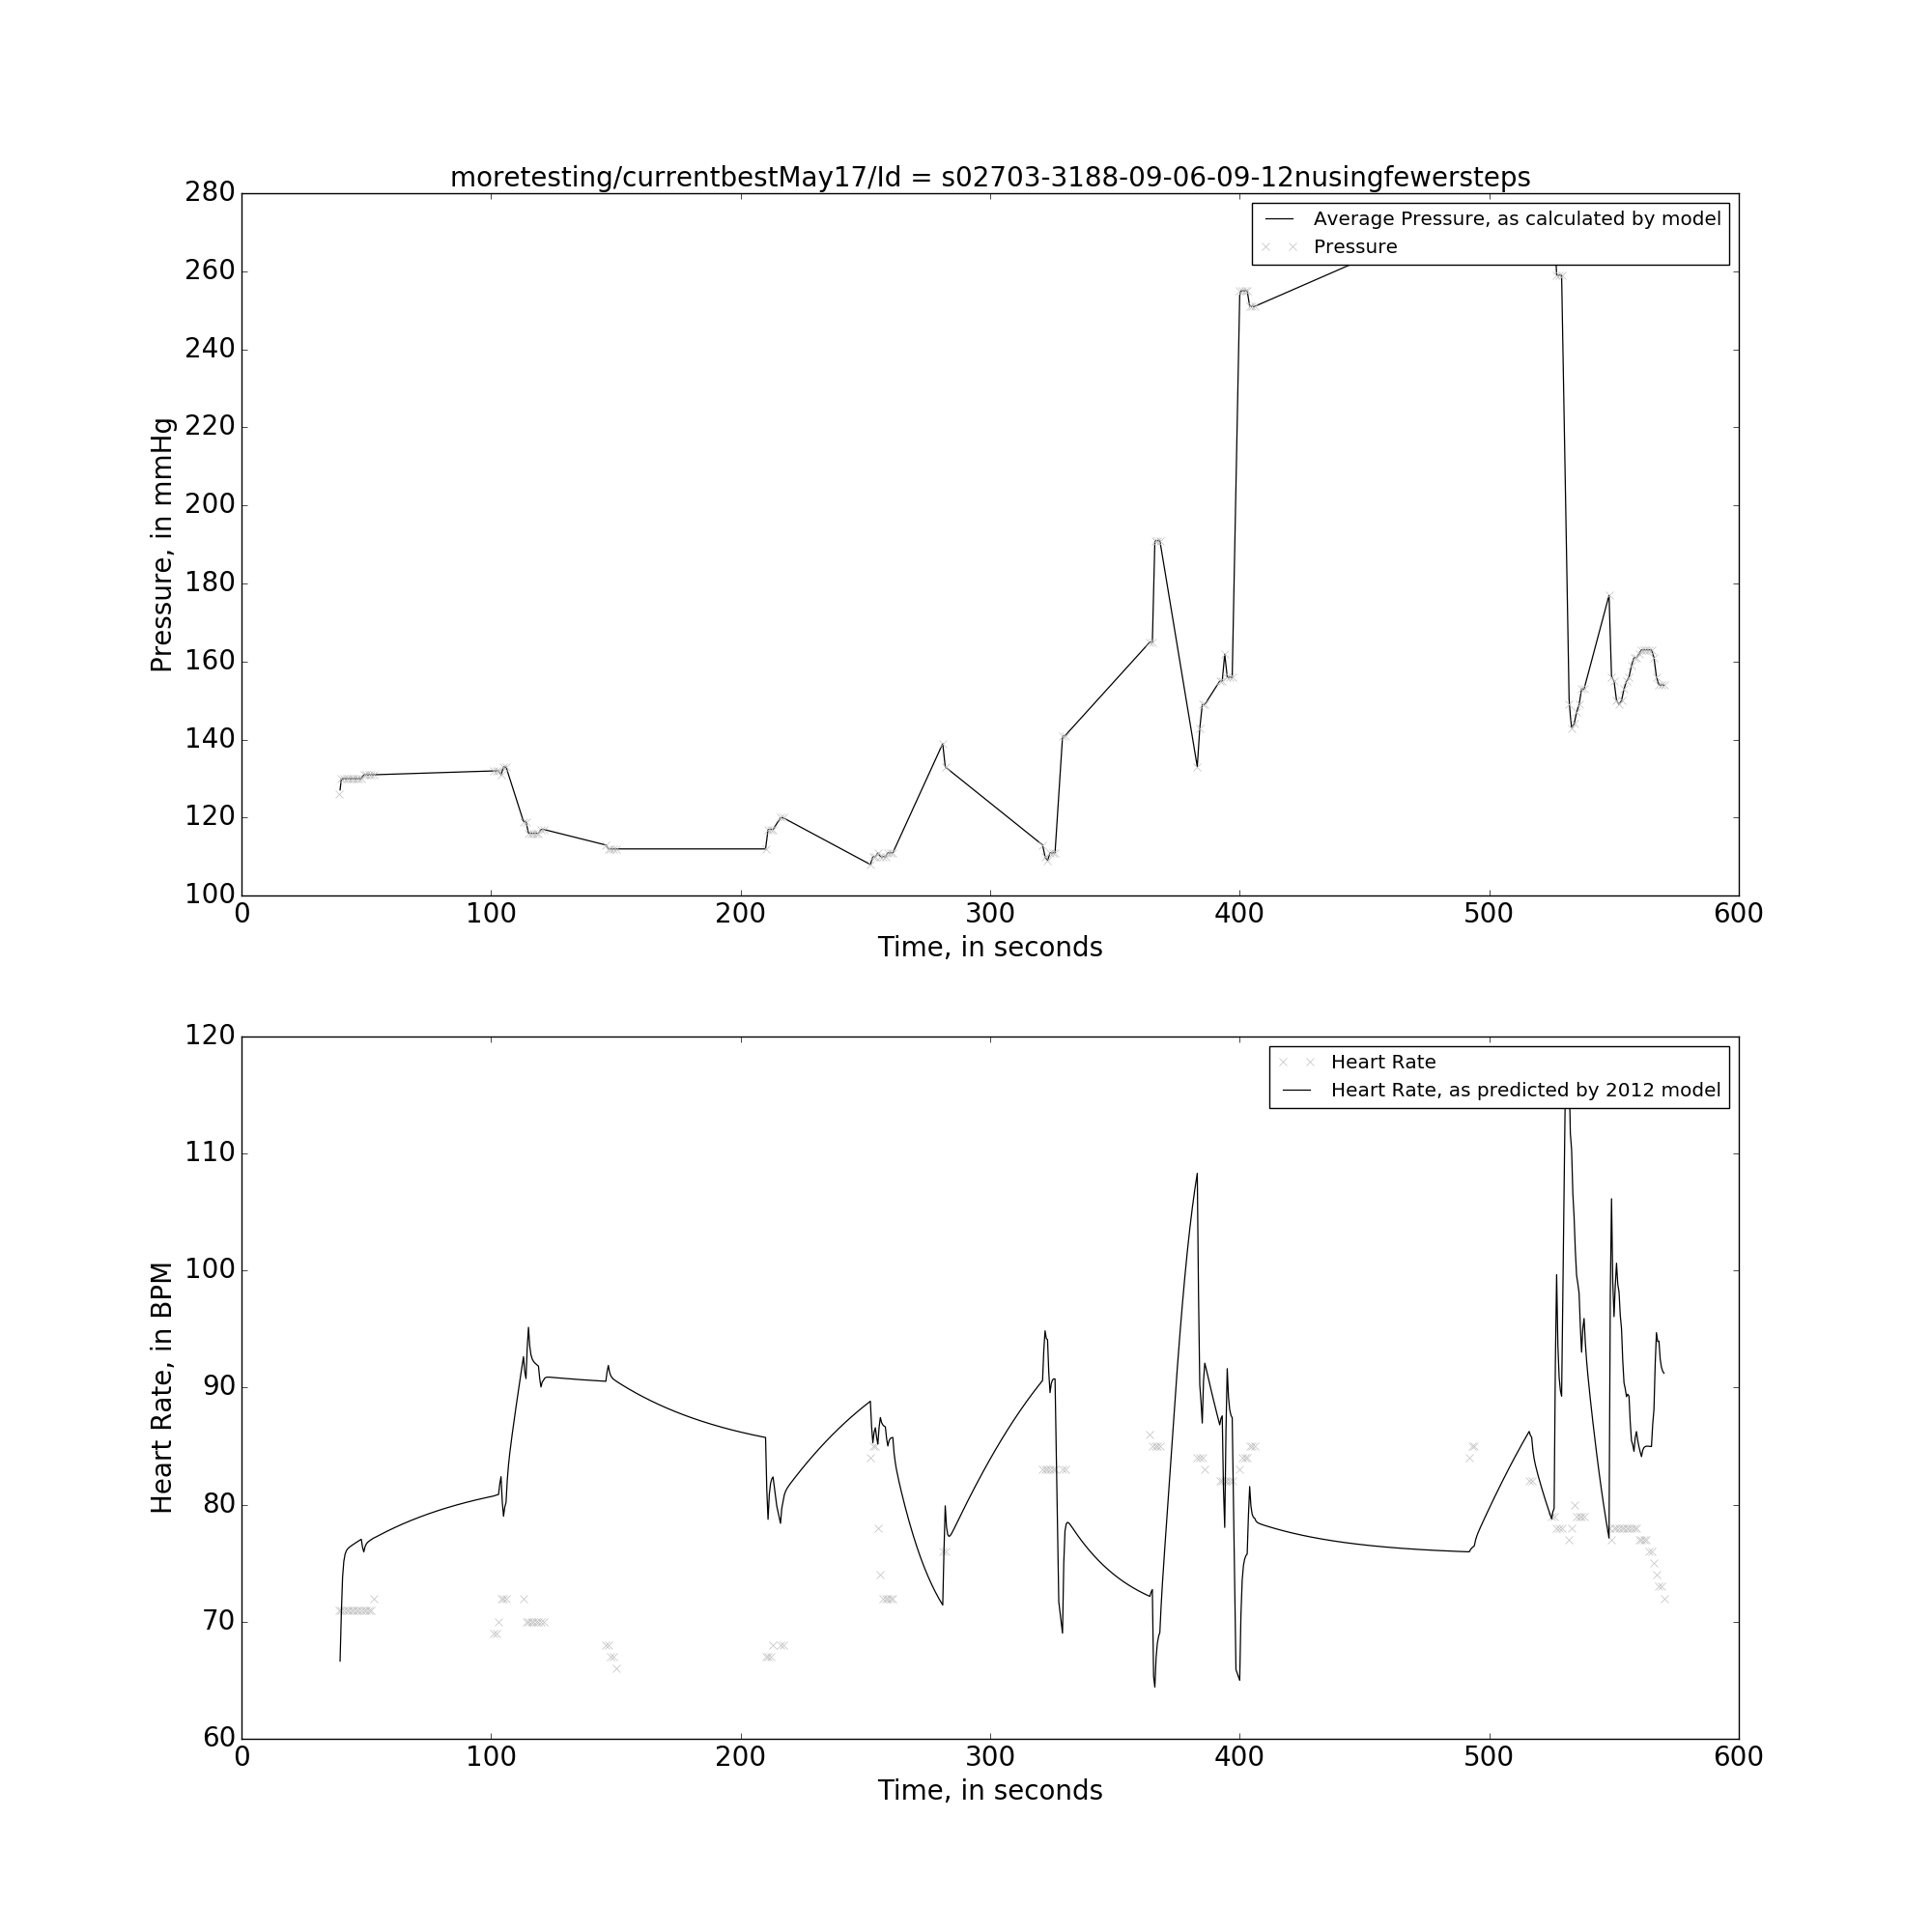 moretesting/currentbestMay17/Id = s02703-3188-09-06-09-12nusingfewersteps
280
260
240
220
200
180
160
140
120
100
Pressure, in mmHg
Average Pressure, as calculated by model
Pressure
0 100 200 300 400 500 600
Time, in seconds
120
110
100
90
80
70
60
Heart Rate, in BPM
Heart Rate
Heart Rate, as predicted by 2012 model
0 100 200 300 400 500 600
Time, in seconds